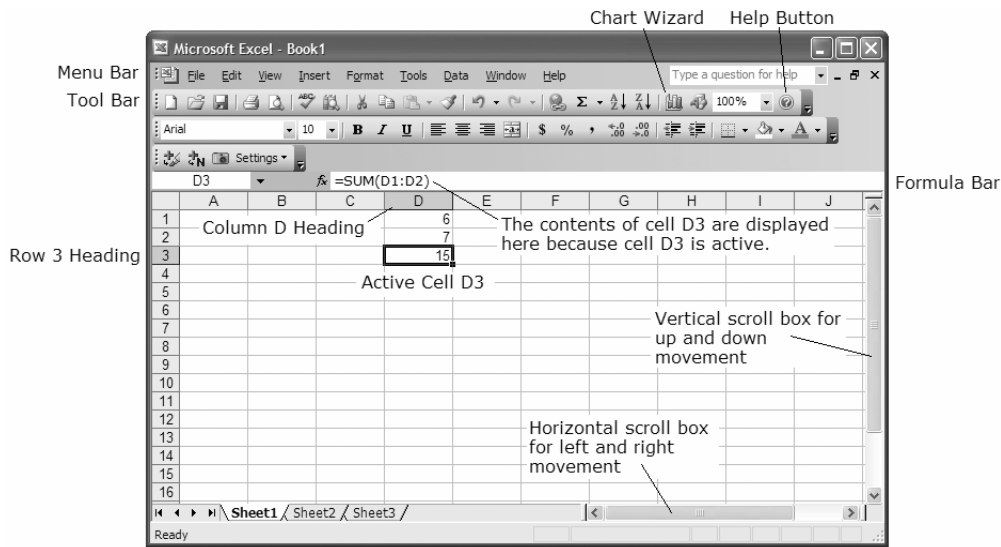 Chart Wizard Help Button
Microsoft Excel - Book1
Menu Bar
File Edit View Insert Format Tools Data Window Help
Type a question for help
Tool Bar
ABC
Σ
100%
Arial
10
B I U
$ % ,
A
Settings
D3
fx =SUM(D1:D2)
Formula Bar
A B C D E F G H I J
1 6
2 7
Column D Heading
The contents of cell D3 are displayed
here because cell D3 is active.
Row 3 Heading
3 15
4
Active Cell D3
5
6
7
Vertical scroll box for
up and down
movement
8
9
10
11
12
13
Horizontal scroll box
for left and right
movement
14
15
16
Sheet1 Sheet2 Sheet3
Ready